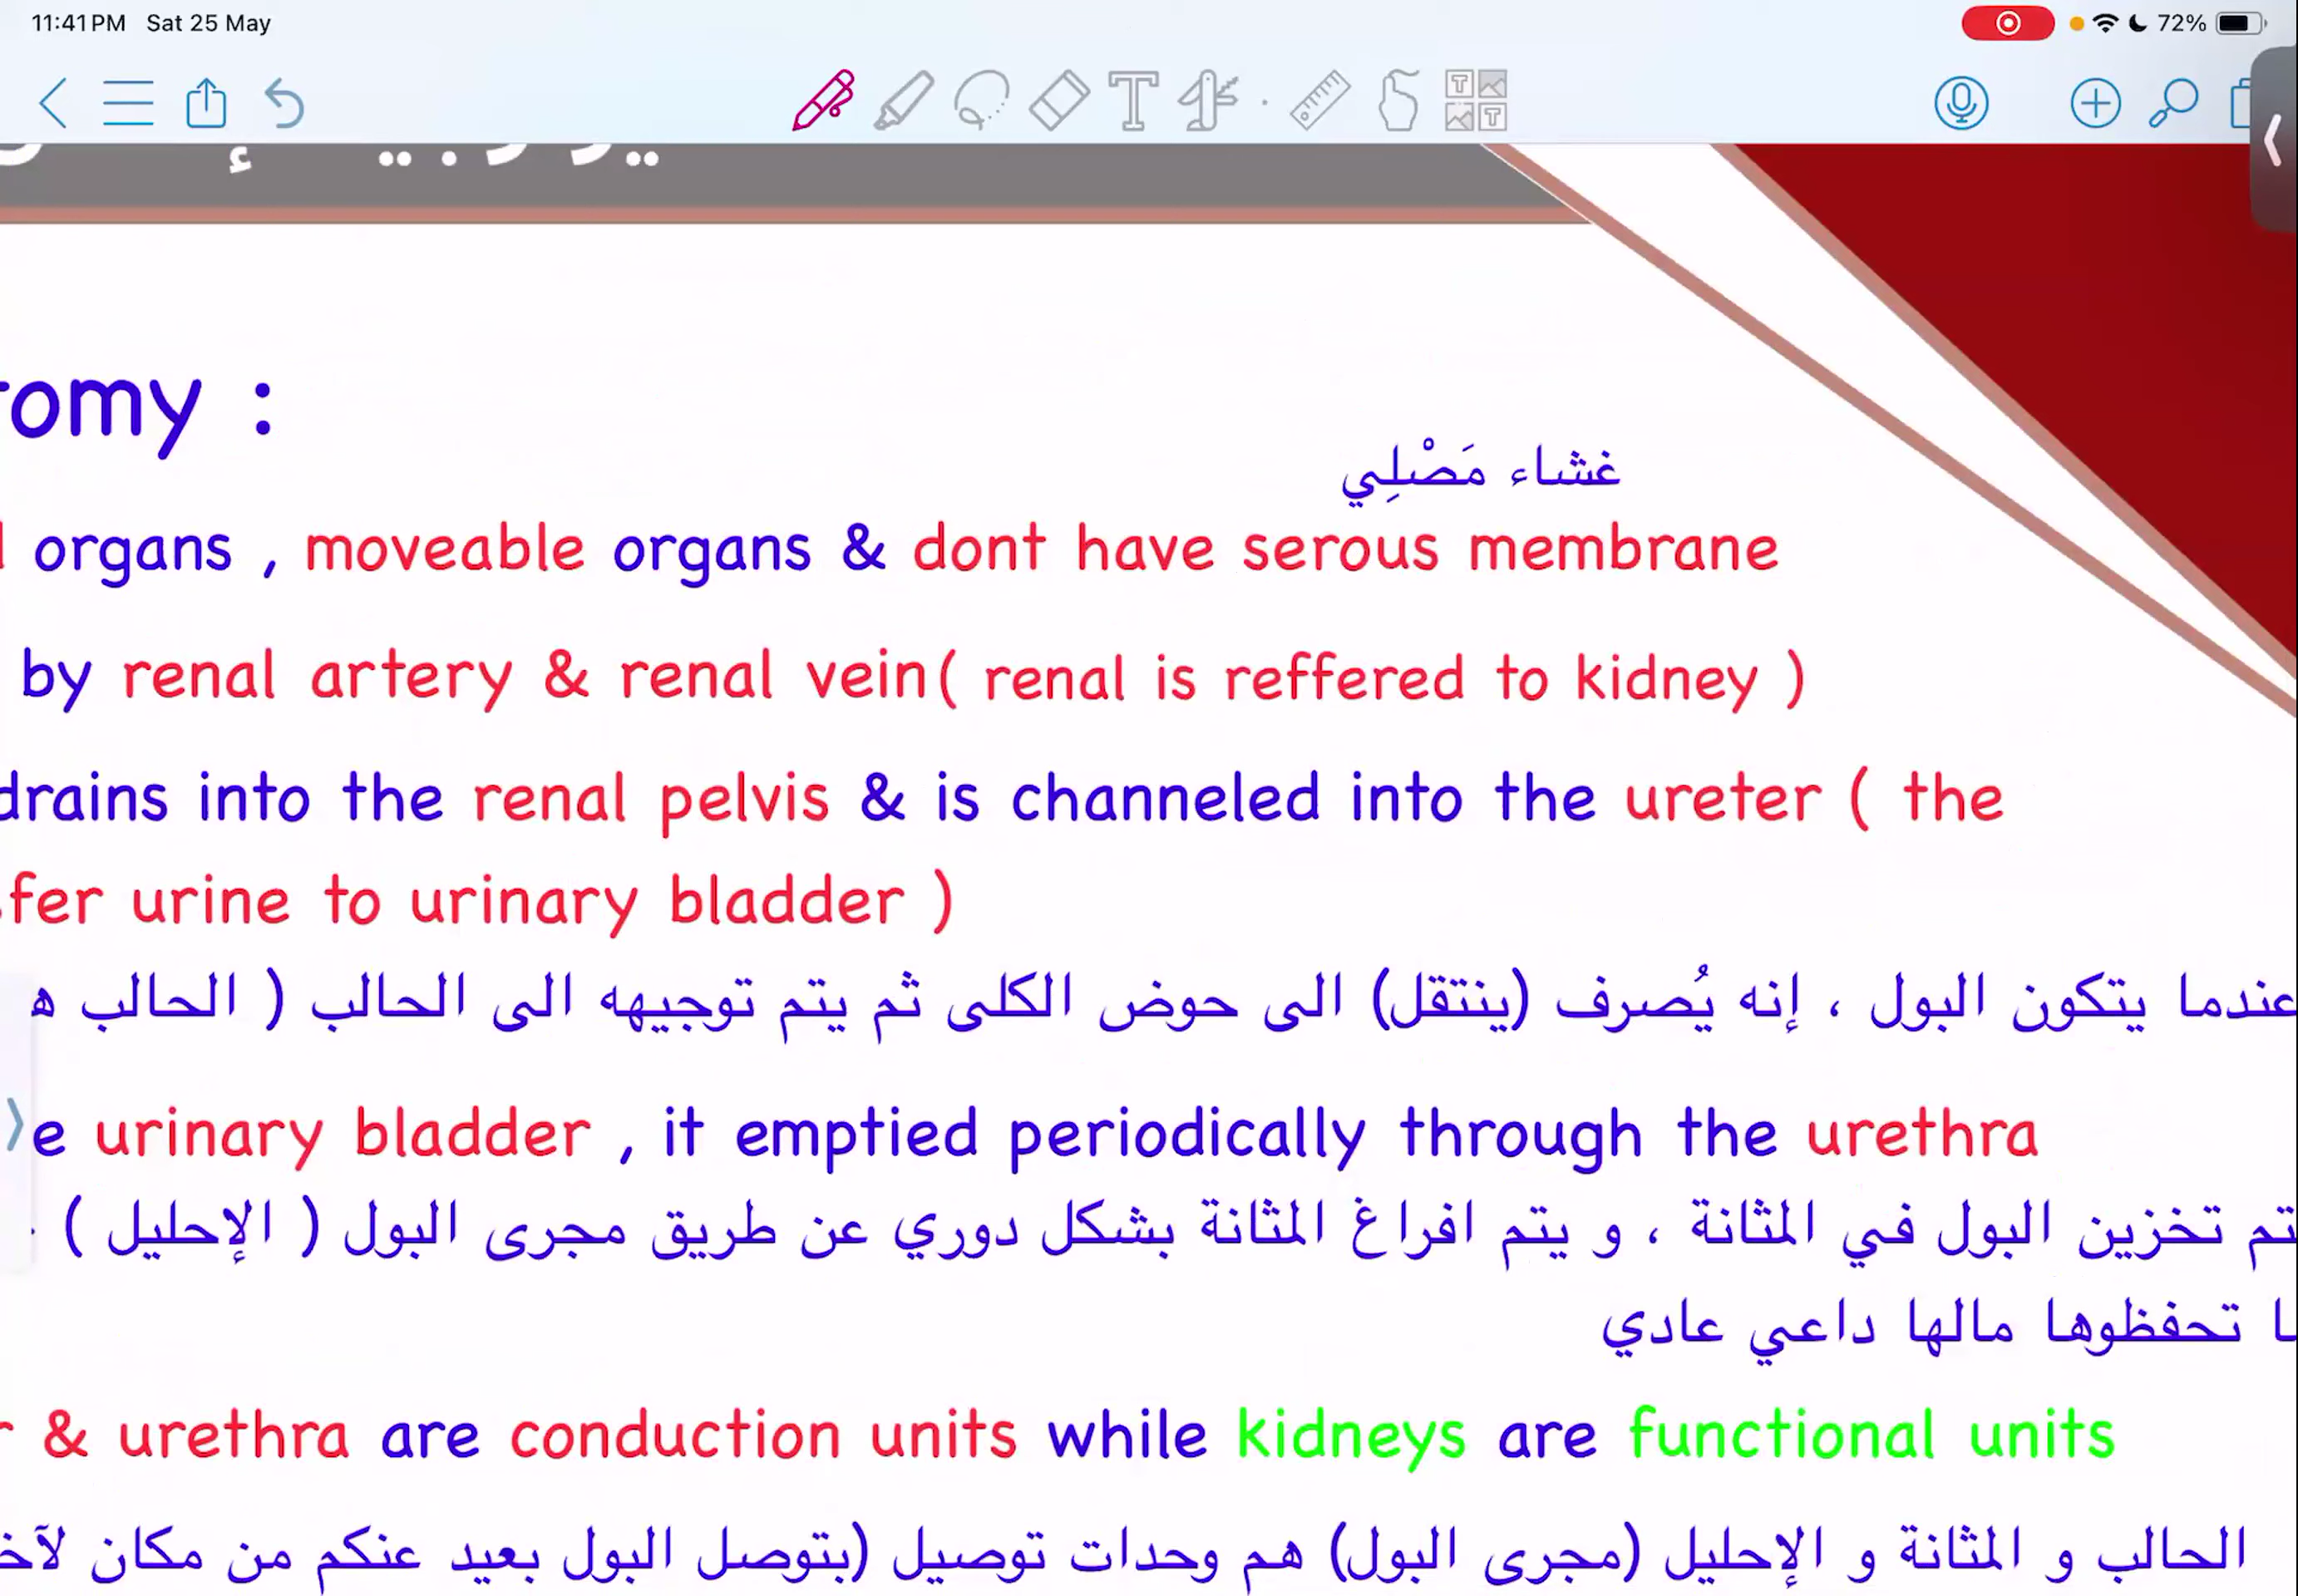 11:41 PM Sat 25 May
72%
omy :
غشاء مَصْلِي
organs , moveable organs & dont have serous membrane
by renal artery & renal vein( renal is reffered to kidney )
drains into the renal pelvis & is channeled into the ureter ( the
fer urine to urinary bladder )
عندما يتكون البول ، إنه يُصرف (ينتقل) الى حوض الكلى ثم يتم توجيهه الى الحالب ( الحالب ه
e urinary bladder , it emptied periodically through the urethra
تم تخزين البول في المثانة ، و يتم افراغ المثانة بشكل دوري عن طريق مجرى البول ( الإحليل )
ا تحفظوها مالها داعي عادي
r & urethra are conduction units while kidneys are functional units
الحالب و المثانة و الإحليل (مجرى البول) هم وحدات توصيل (بتوصل البول بعيد عنكم من مكان لآخ